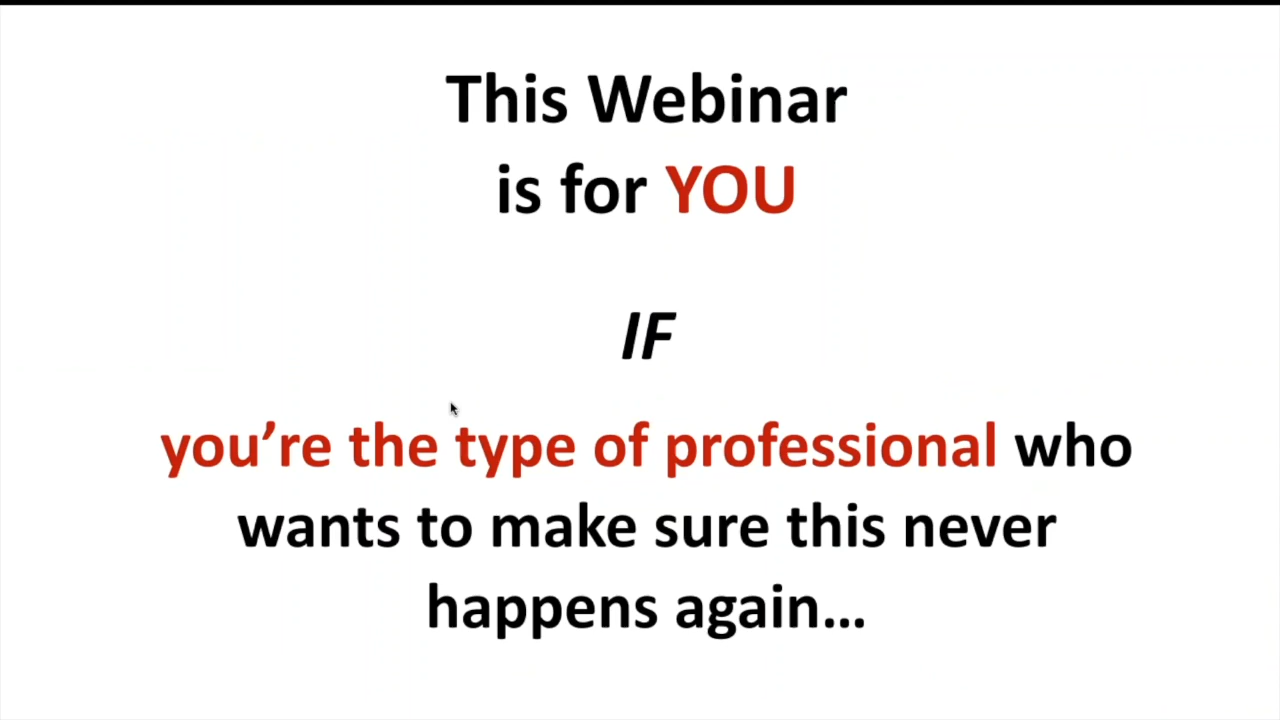 This Webinar
is for YOU
IF
you’re the type of professional who
wants to make sure this never
happens again…